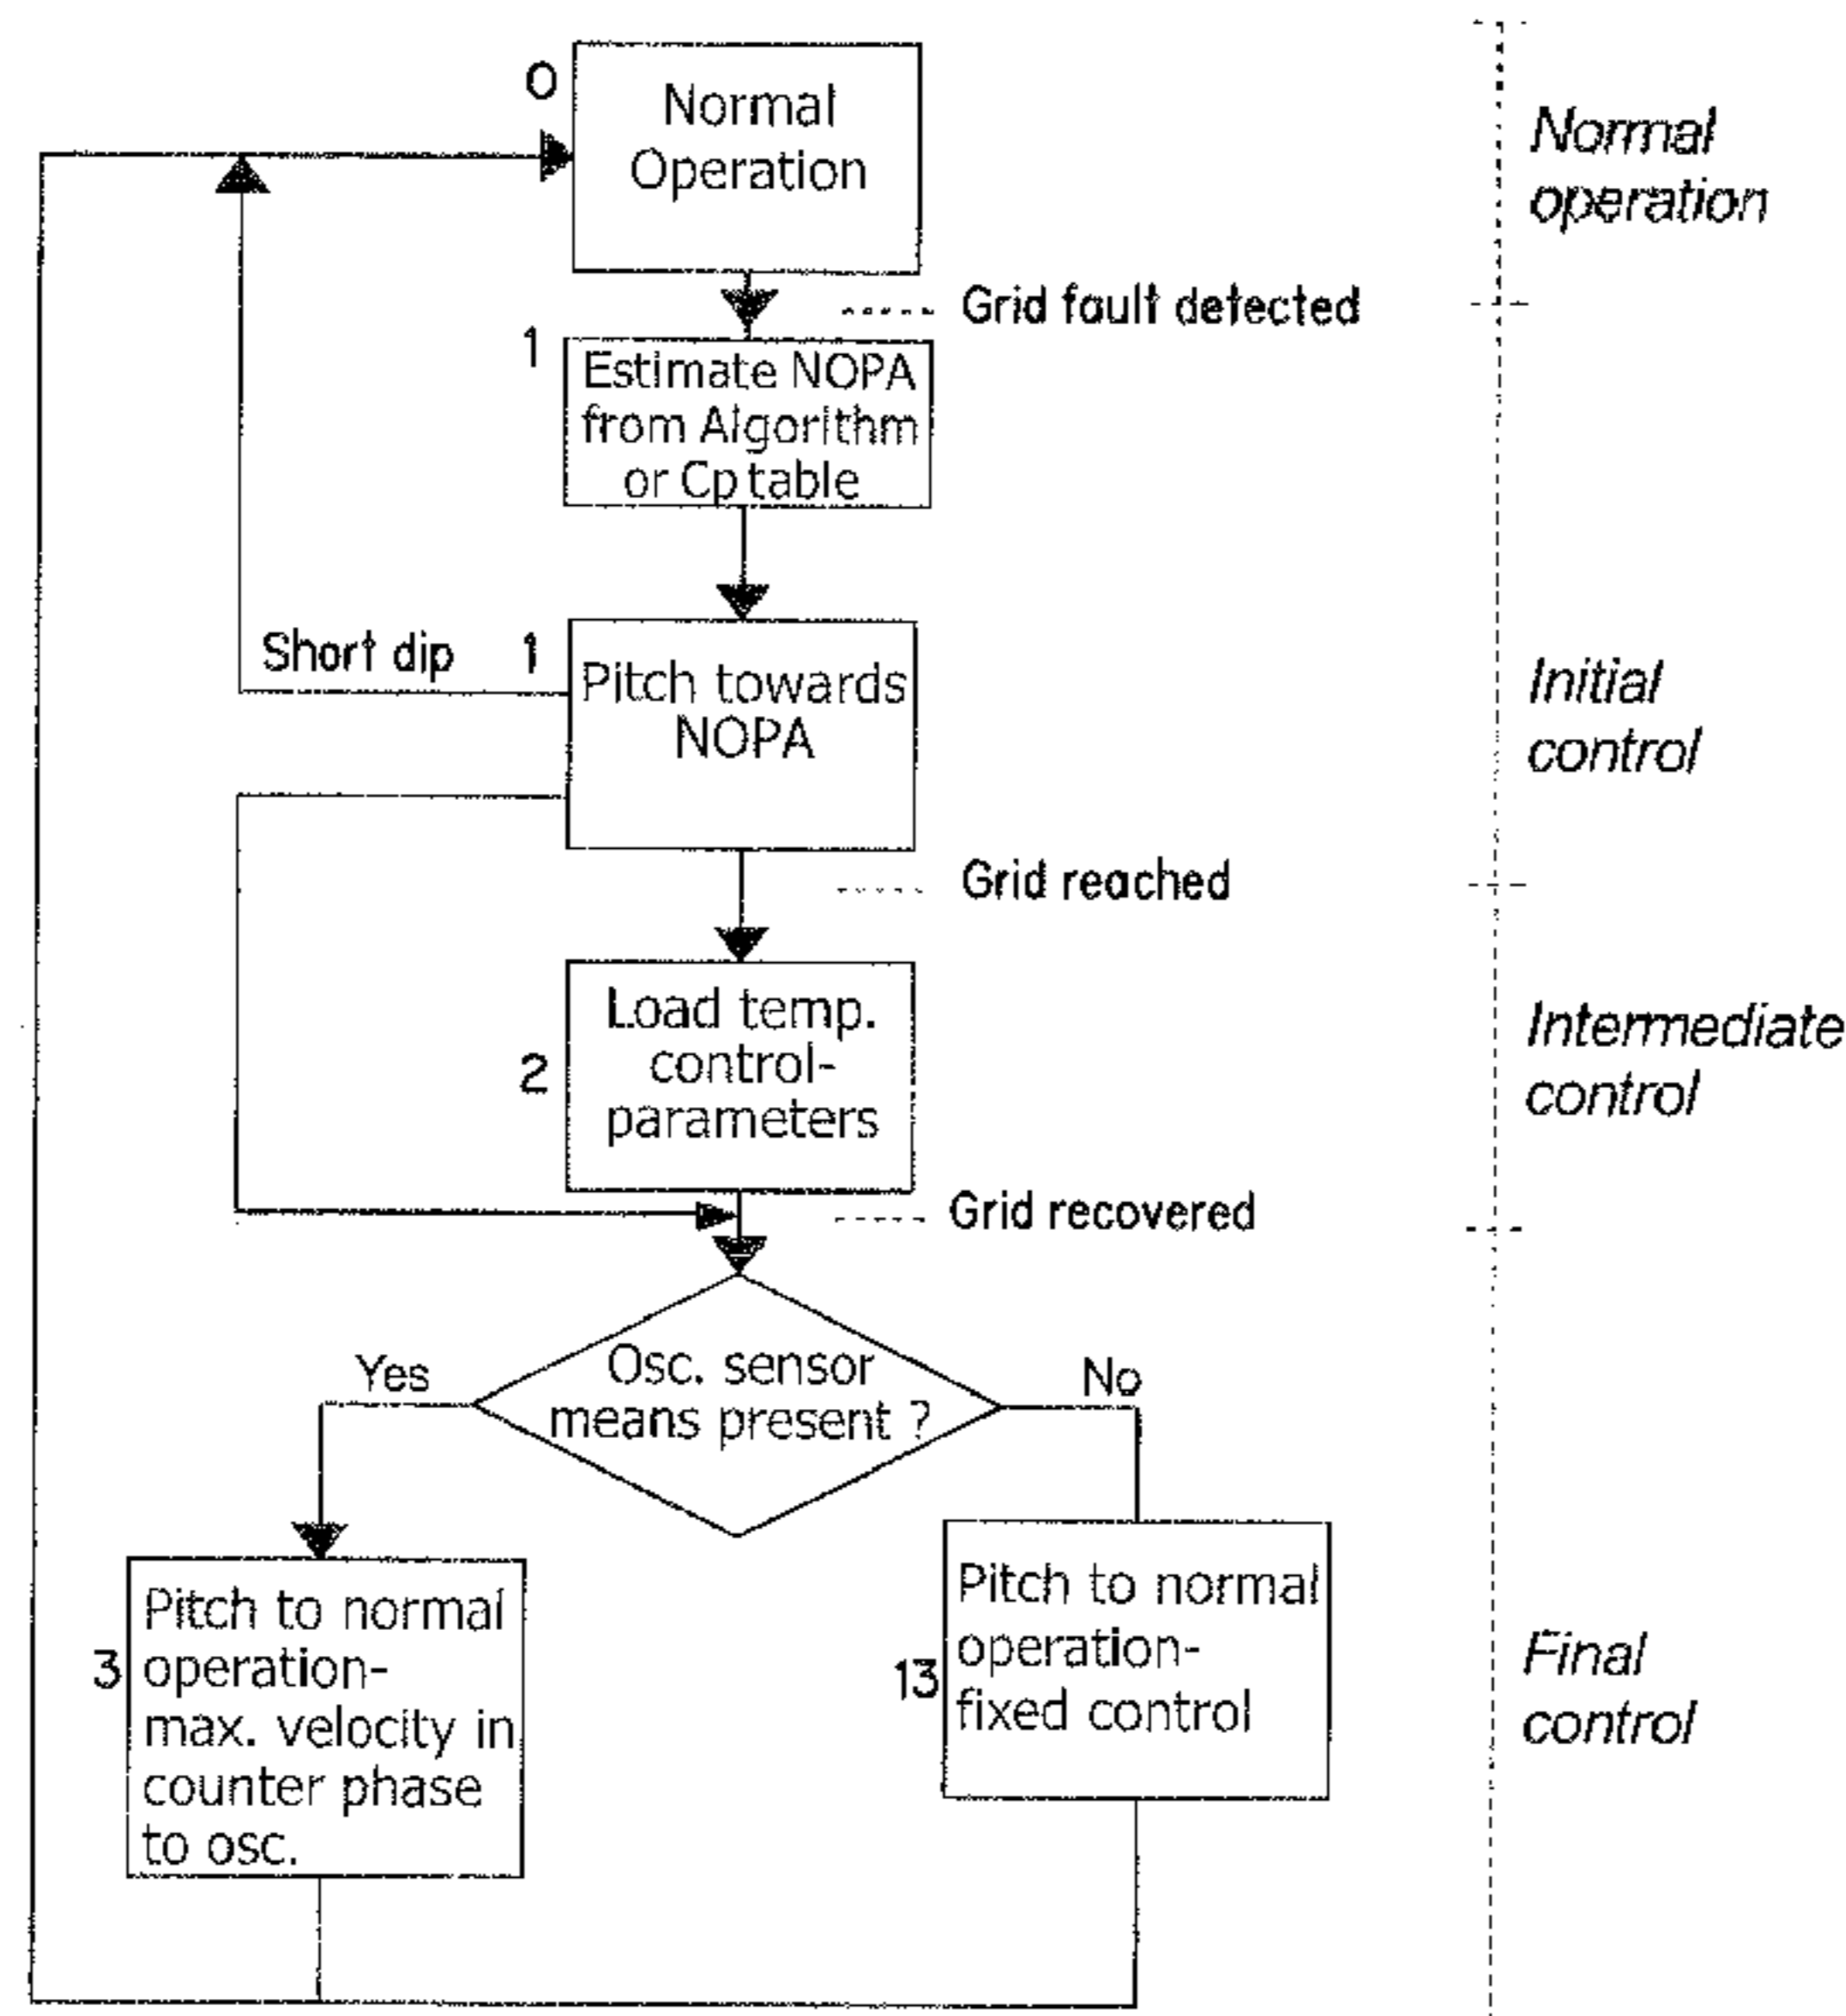 0
Normal
Operation
Normal
operation
Grid fault detected
1
Estimate NOPA
from Algorithm
or Cp table
Short dip
1
Pitch towards
NOPA
Initial
control
Grid reached
2
Load temp.
control-
parameters
Intermediate
control
Grid recovered
Yes
Osc. sensor
means present ?
No
3
Pitch to normal
operation-
max. velocity in
counter phase
to osc.
13
Pitch to normal
operation-
fixed control
Final
control